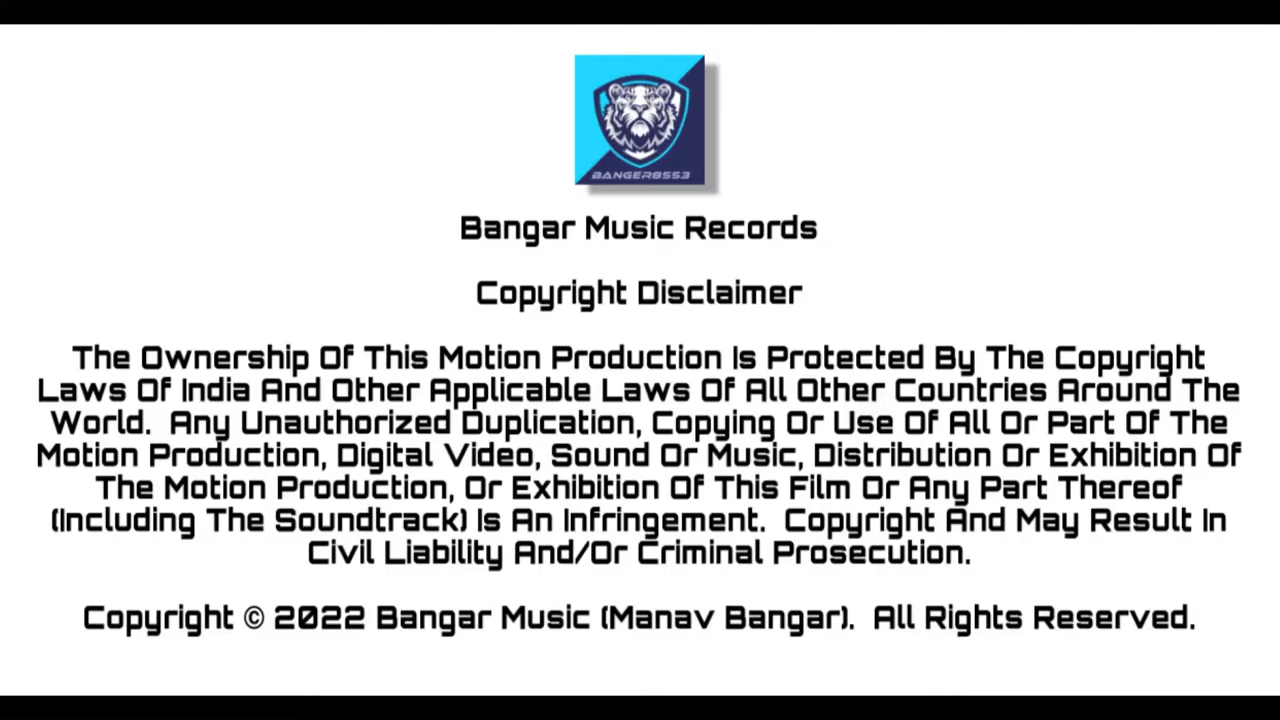 BANGER8553
Bangar Music Records
Copyright Disclaimer
The Ownership Of This Motion Production Is Protected By The Copyright
Laws Of India And Other Applicable Laws Of All Other Countries Around The
World.  Any Unauthorized Duplication, Copying Or Use Of All Or Part Of The
Motion Production, Digital Video, Sound Or Music, Distribution Or Exhibition Of
The Motion Production, Or Exhibition Of This Film Or Any Part Thereof
(Including The Soundtrack) Is An Infringement.  Copyright And May Result In
Civil Liability And/Or Criminal Prosecution.
Copyright © 2022 Bangar Music (Manav Bangar).  All Rights Reserved.